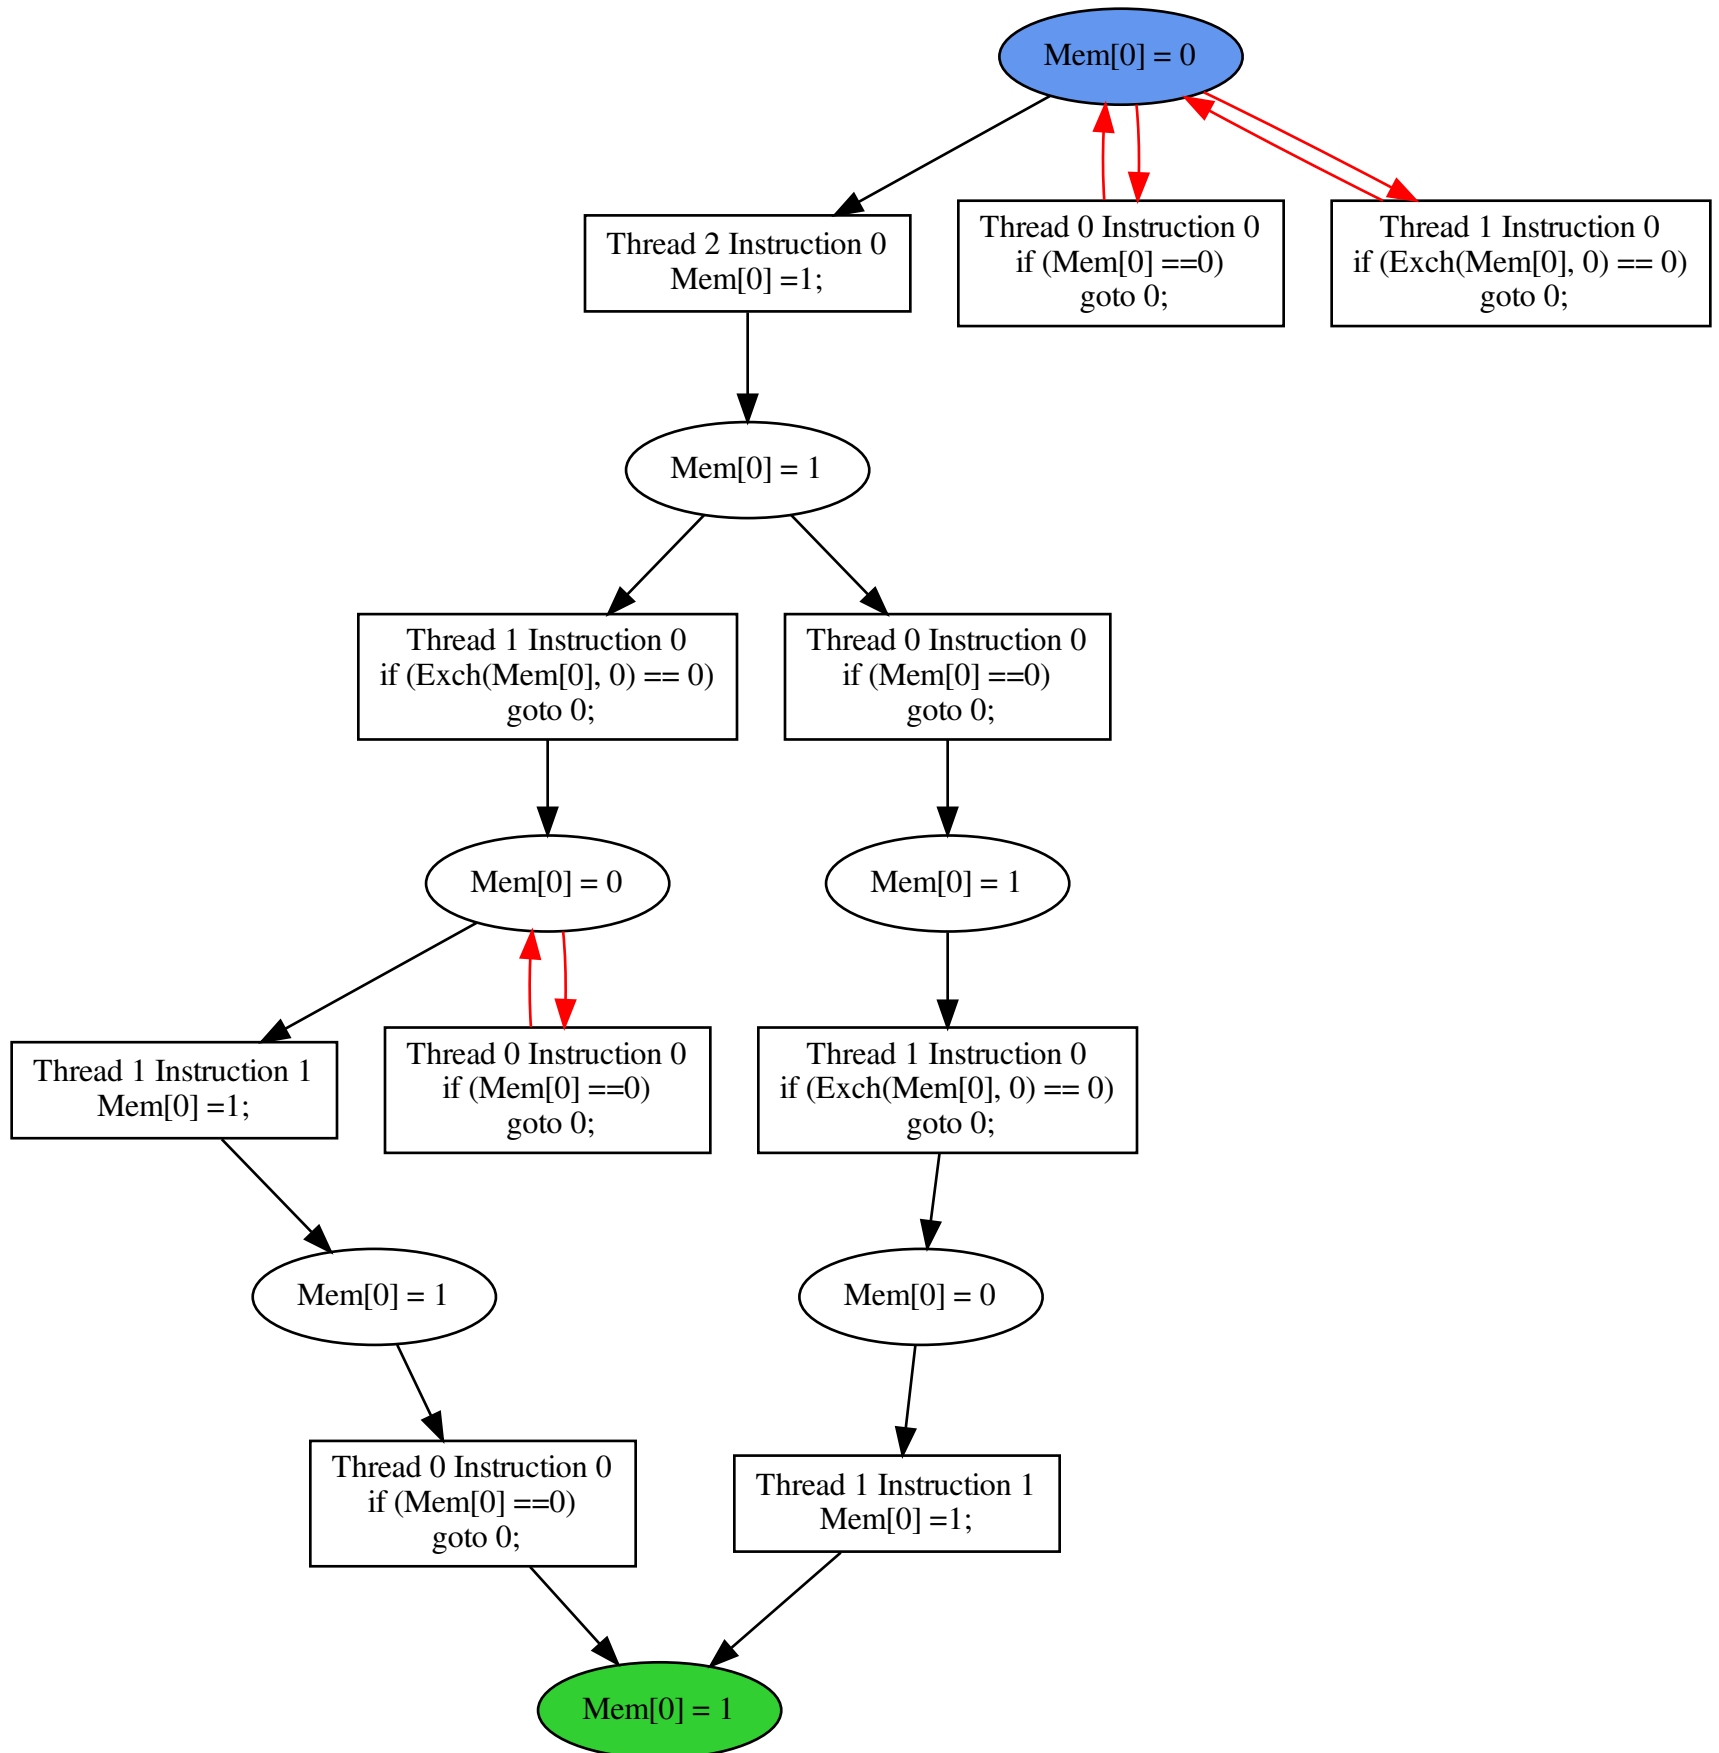 Mem[0] = 0
Thread 2 Instruction 0
Mem[0] =1;
Thread 0 Instruction 0
if (Mem[0] ==0)
goto 0;
Thread 1 Instruction 0
if (Exch(Mem[0], 0) == 0)
goto 0;
Mem[0] = 1
Thread 1 Instruction 0
if (Exch(Mem[0], 0) == 0)
goto 0;
Thread 0 Instruction 0
if (Mem[0] ==0)
goto 0;
Mem[0] = 0
Mem[0] = 1
Thread 1 Instruction 1
Mem[0] =1;
Thread 0 Instruction 0
if (Mem[0] ==0)
goto 0;
Thread 1 Instruction 0
if (Exch(Mem[0], 0) == 0)
goto 0;
Mem[0] = 1
Mem[0] = 0
Thread 0 Instruction 0
if (Mem[0] ==0)
goto 0;
Thread 1 Instruction 1
Mem[0] =1;
Mem[0] = 1